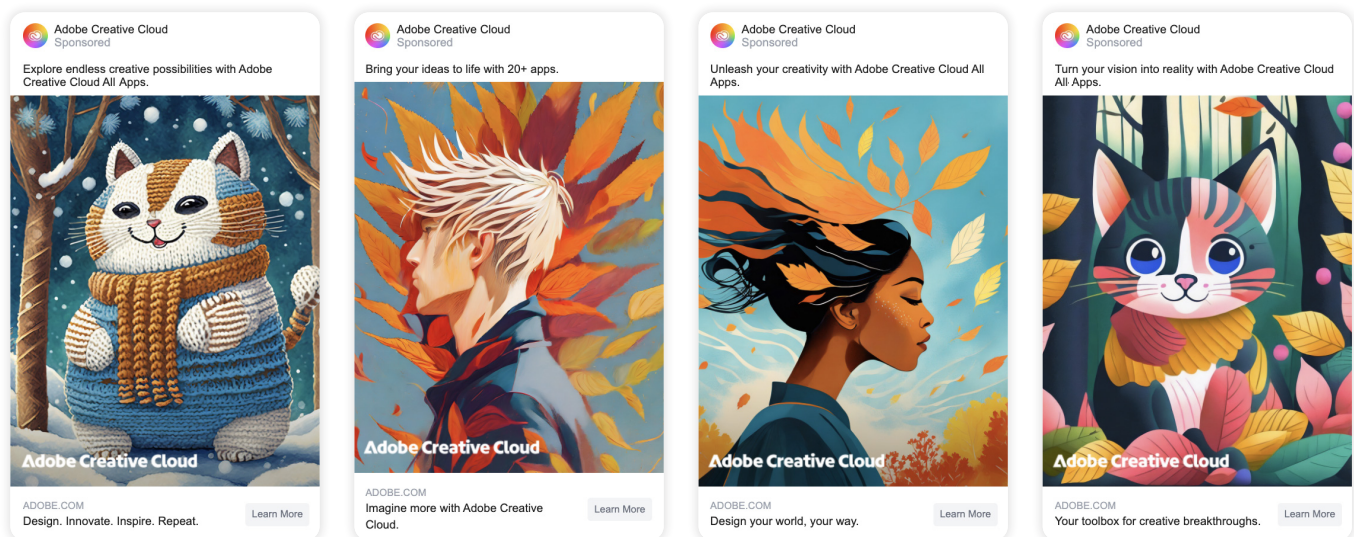 Adobe Creative Cloud
Sponsored
Explore endless creative possibilities with Adobe
Creative Cloud All Apps.
Adobe Creative Cloud
ADOBE.COM
Design. Innovate. Inspire. Repeat.
Learn More
Adobe Creative Cloud
Sponsored
Bring your ideas to life with 20+ apps.
Adobe Creative Cloud
ADOBE.COM
Imagine more with Adobe Creative
Cloud.
Learn More
Adobe Creative Cloud
Sponsored
Unleash your creativity with Adobe Creative Cloud All
Apps.
Adobe Creative Cloud
ADOBE.COM
Design your world, your way.
Learn More
Adobe Creative Cloud
Sponsored
Turn your vision into reality with Adobe Creative Cloud
All Apps.
Adobe Creative Cloud
ADOBE.COM
Your toolbox for creative breakthroughs.
Learn More